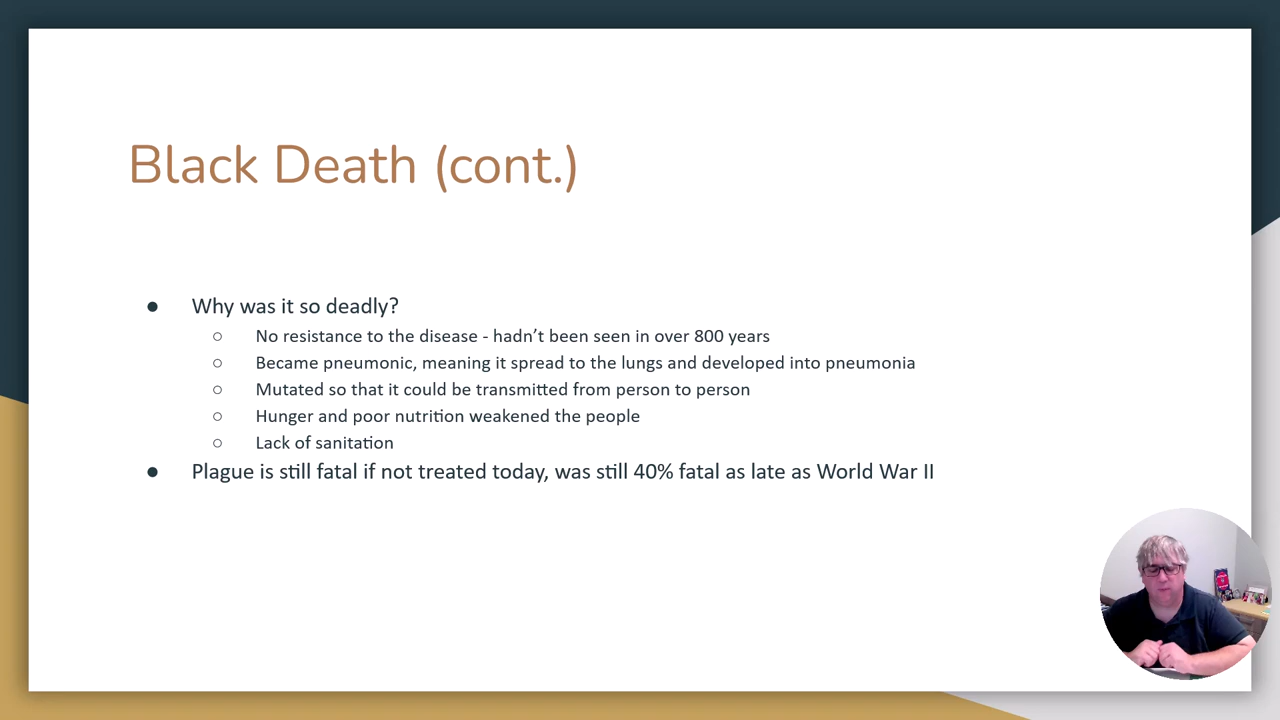 Black Death (cont.)
● Why was it so deadly?
○ No resistance to the disease - hadn’t been seen in over 800 years
○ Became pneumonic, meaning it spread to the lungs and developed into pneumonia
○ Mutated so that it could be transmitted from person to person
○ Hunger and poor nutrition weakened the people
○ Lack of sanitation
● Plague is still fatal if not treated today, was still 40% fatal as late as World War II